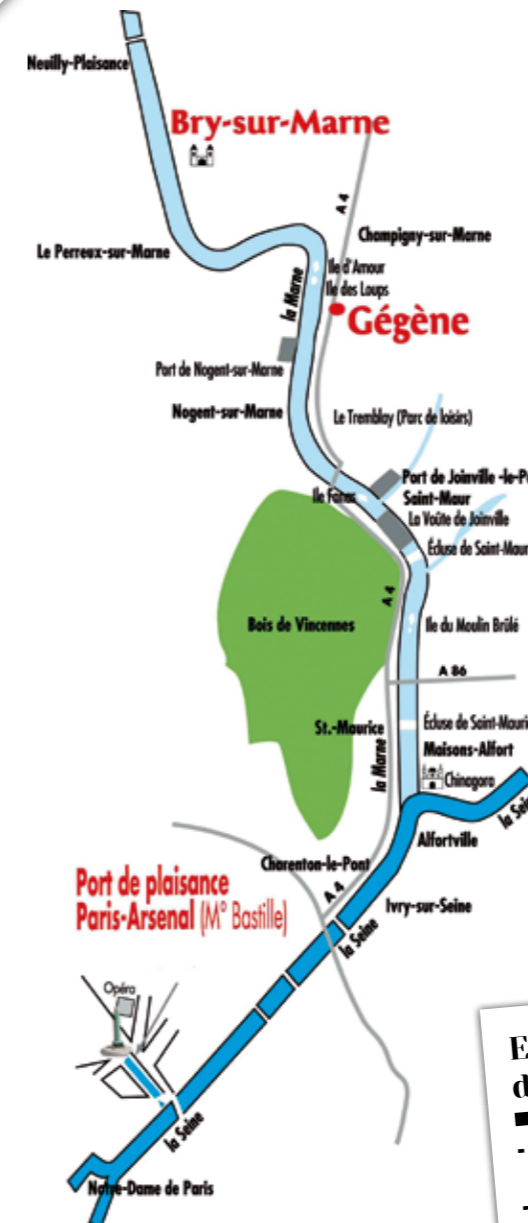 Neuilly-Plaisance
Bry-sur-Marne
A 4
Champigny-sur-Marne
Le Perreux-sur-Marne
Ile d'Amour
la Marne
Ile des Loups
Gégène
Port de Nogent-sur-Marne
Nogent-sur-Marne
Le Tremblay (Parc de loisirs)
Port de Joinville -le-P
Ile Fanac
Saint-Maur
La Voûte de Joinville
Écluse de Saint-Maur
A 4
Bois de Vincennes
Ile du Moulin Brûlé
A 86
St.-Maurice
Écluse de Saint-Maurice
la Marne
Maisons-Alfort
Chinagora
la Sei
Alfortville
Charenton-le-Pont
Port de plaisance
Paris-Arsenal (M° Bastille)
A 4
Ivry-sur-Seine
la Seine
Opéra
la Seine
Notre-Dame de Paris
E
d